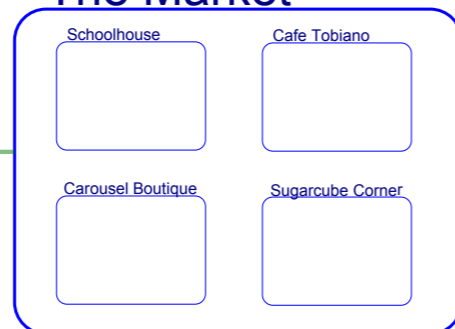 The Market
Schoolhouse
Cafe Tobiano
Carousel Boutique
Sugarcube Corner